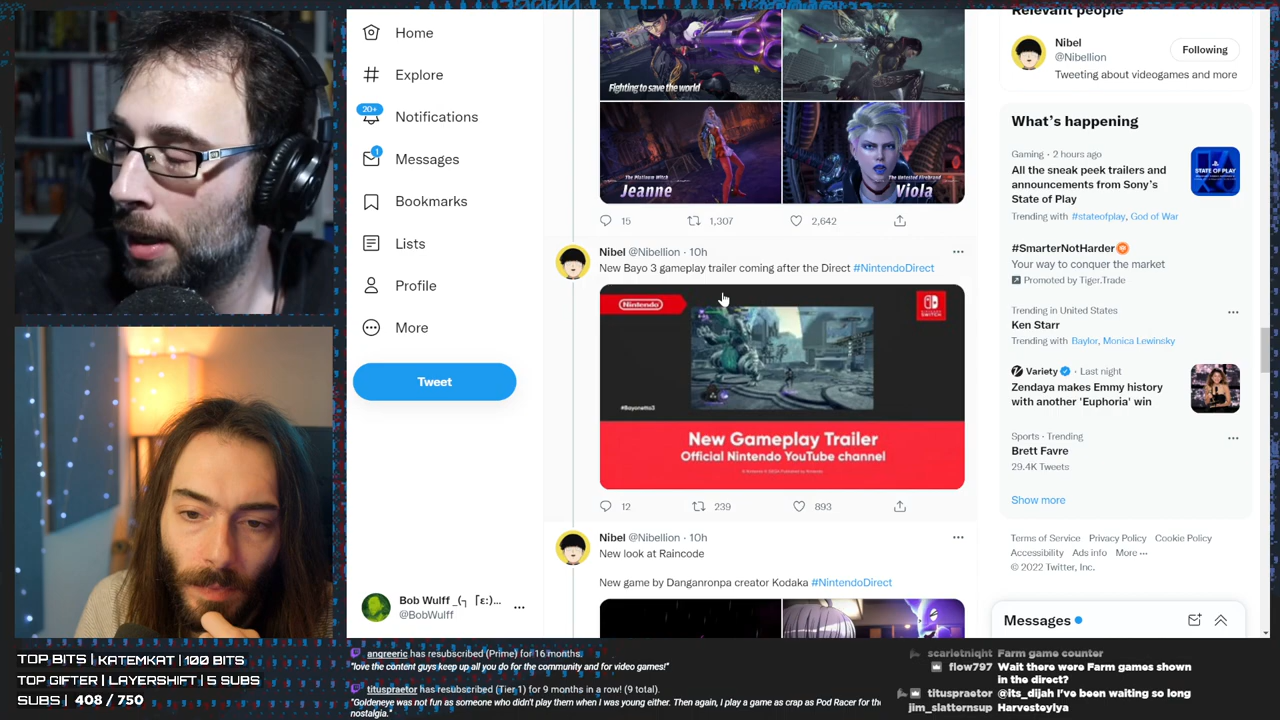 Home
Explore
20+
Notifications
1
Messages
Bookmarks
Lists
Profile
More
Tweet
Bob Wulff _(┐「ε:)...
@BobWulff
Fighting to save the world
Jeanne
Viola
15
1,307
2,642
Nibel @Nibellion · 10h
New Bayo 3 gameplay trailer coming after the Direct #NintendoDirect
Nintendo
#Bayonetta3
New Gameplay Trailer
Official Nintendo YouTube channel
12
239
893
Nibel @Nibellion · 10h
New look at Raincode
New game by Danganronpa creator Kodaka #NintendoDirect
Relevant people
Nibel
@Nibellion
Following
Tweeting about videogames and more
What's happening
Gaming · 2 hours ago
All the sneak peek trailers and
announcements from Sony's
State of Play
STATE OF PLAY
Trending with #stateofplay, God of War
#SmarterNotHarder
Your way to conquer the market
Promoted by Tiger.Trade
Trending in United States
Ken Starr
Trending with Baylor, Monica Lewinsky
Variety · Last night
Zendaya makes Emmy history
with another 'Euphoria' win
Sports · Trending
Brett Favre
29.4K Tweets
Show more
Terms of Service Privacy Policy Cookie Policy
Accessibility Ads info More ···
© 2022 Twitter, Inc.
Messages
TOP BITS | KATEMKAT | 100 BITS
TOP GIFTER | LAYERSHIFT | 5 SUBS
SUBS | 408 / 750
angreeric has resubscribed (Prime) for 16 months.
"love the content guys keep up all you do for the community and for video games!"
tituspraetor has resubscribed (Tier 1) for 9 months in a row! (9 total).
"Goldeneye was not fun as someone who didn't play them when I was young either. Then again, I play a game as crap as Pod Racer for the
nostalgia."
scarletnight Farm game counter
flow797 Wait there were Farm games shown
in the direct?
tituspraetor @its_dijah I've been waiting so long
jim_slatternsup Harvesteylya